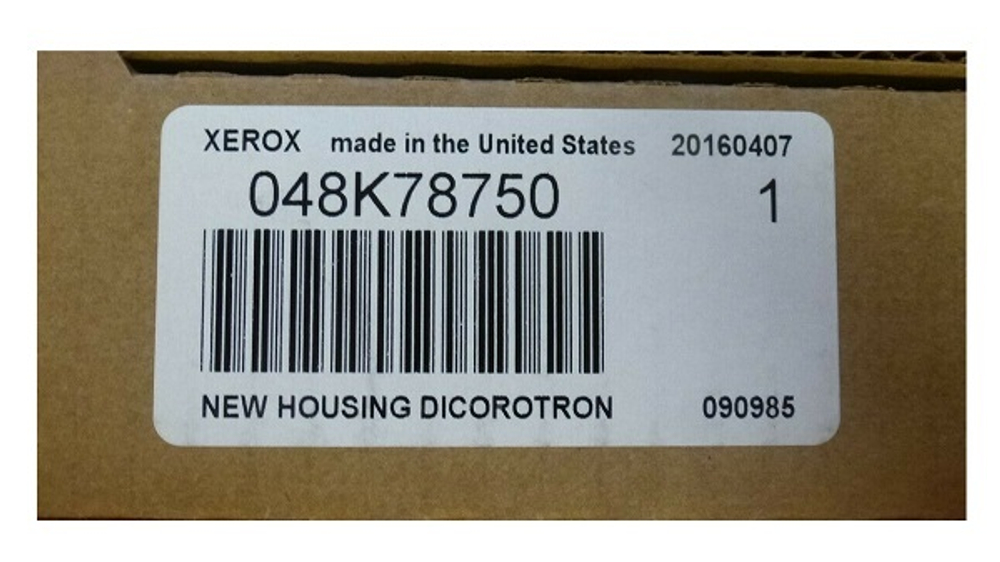 XEROX made in the United States 20160407
048K78750 1
NEW HOUSING DICOROTRON 090985